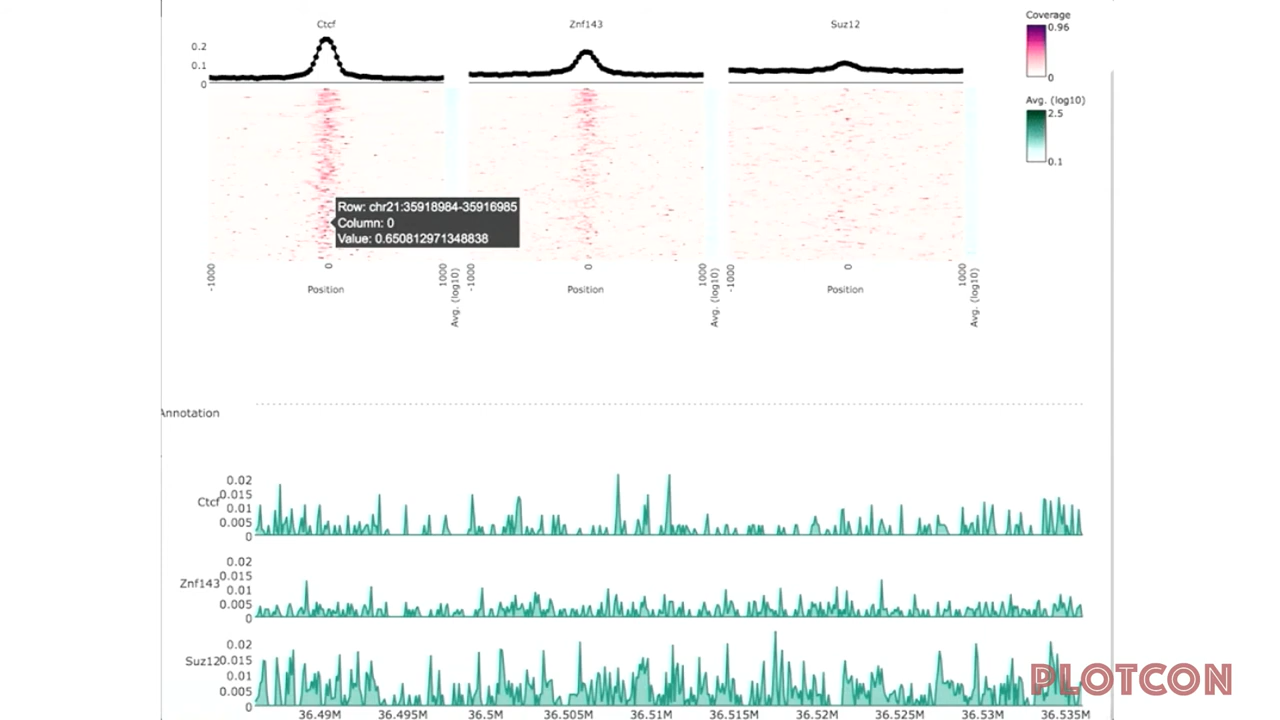 Ctcf
Znf143
Suz12
Coverage
0.96
0
Avg. (log10)
2.5
0.1
0.2
0.1
0
Row: chr21:35918984-35916985
Column: 0
Value: 0.650812971348838
-1000
0
1000
Position
Avg. (log10)
-1000
0
1000
Position
Avg. (log10)
-1000
0
1000
Position
Avg. (log10)
Annotation
Ctcf
0.02
0.015
0.01
0.005
0
Znf143
0.02
0.015
0.01
0.005
0
Suz12
0.02
0.015
0.01
0.005
0
36.49M 36.495M 36.5M 36.505M 36.51M 36.515M 36.52M 36.525M 36.53M 36.535M
PLOTCON